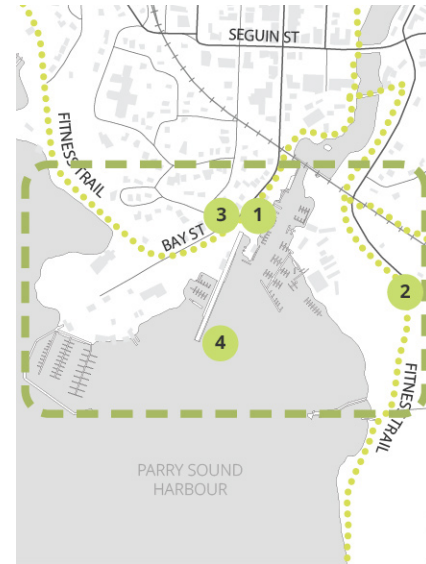 SEGUIN ST
FITNESS TRAIL
3
1
BAY ST
2
4
FITNESS TRAIL
PARRY SOUND
HARBOUR